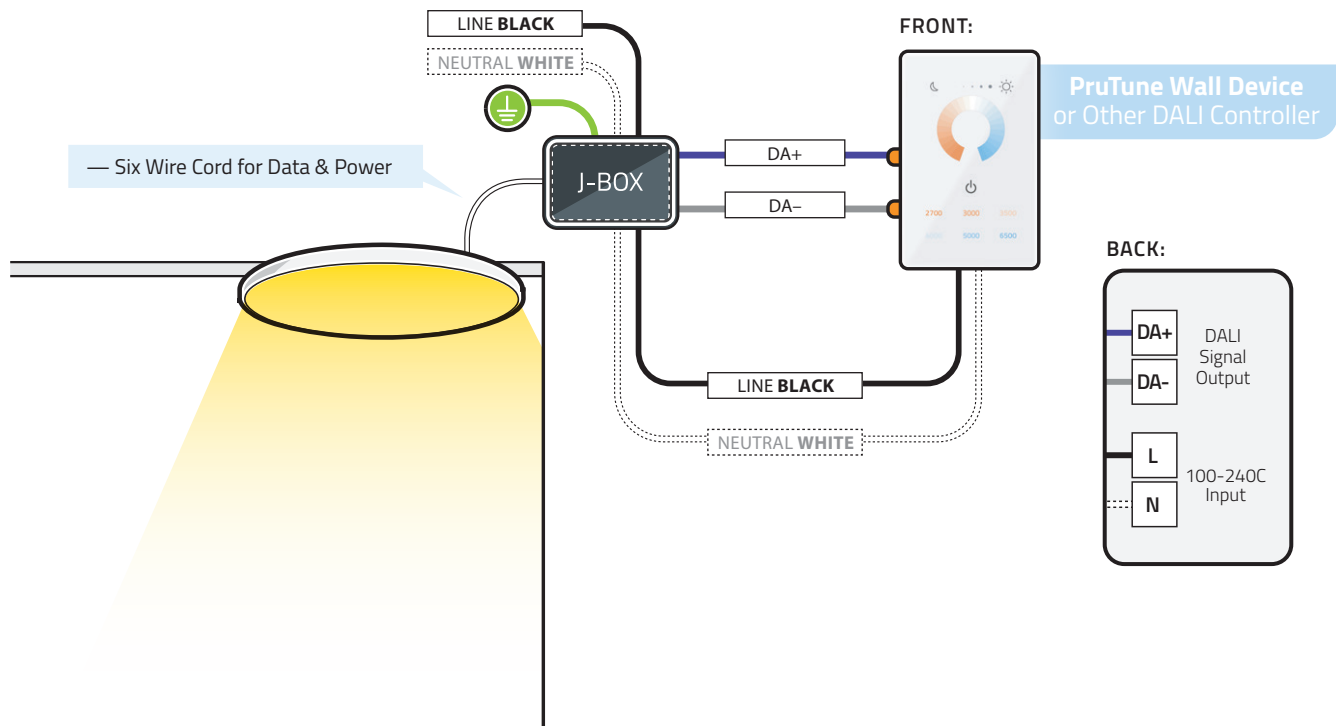 LINE BLACK
NEUTRAL WHITE
FRONT:
PruTune Wall Device
or Other DALI Controller
— Six Wire Cord for Data & Power
J-BOX
DA+
DA–
2700 3000 3500
5000 6500
BACK:
DA+
DA-
DALI
Signal
Output
LINE BLACK
NEUTRAL WHITE
L
N
100-240C
Input